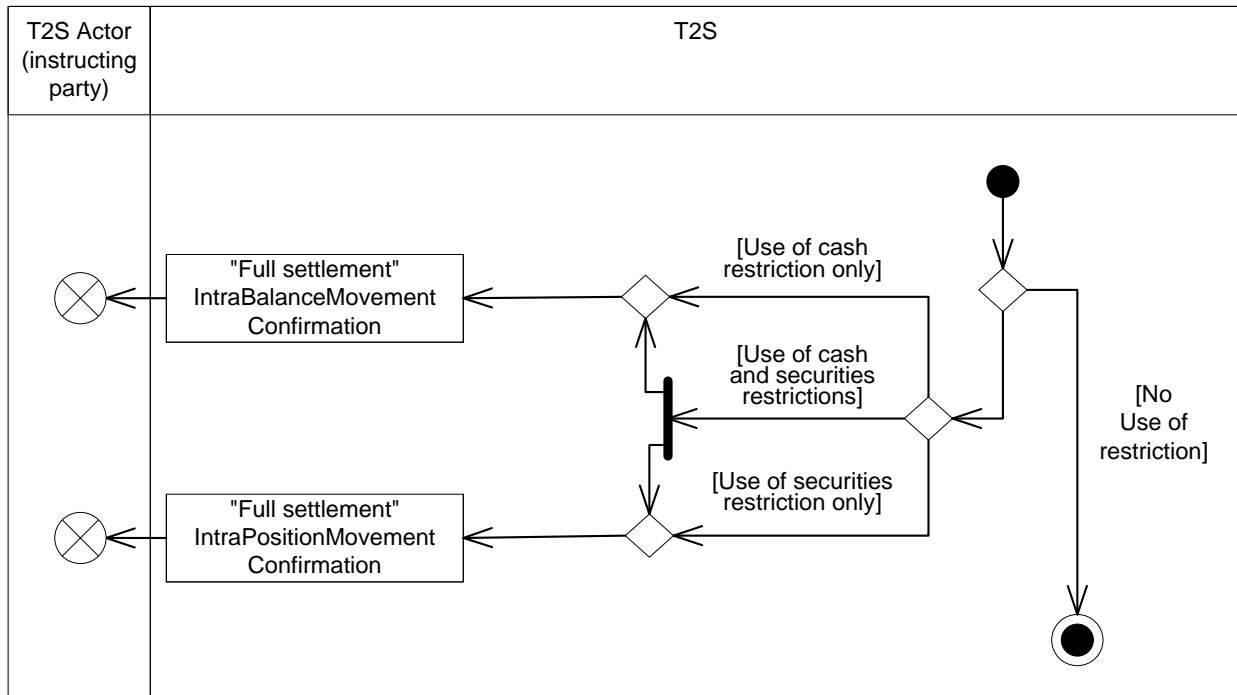 T2S Actor
(instructing
party)
T2S
[Use of cash
restriction only]
"Full settlement"
IntraBalanceMovement
Confirmation
[Use of cash
and securities
restrictions]
[No
Use of
restriction]
[Use of securities
restriction only]
"Full settlement"
IntraPositionMovement
Confirmation